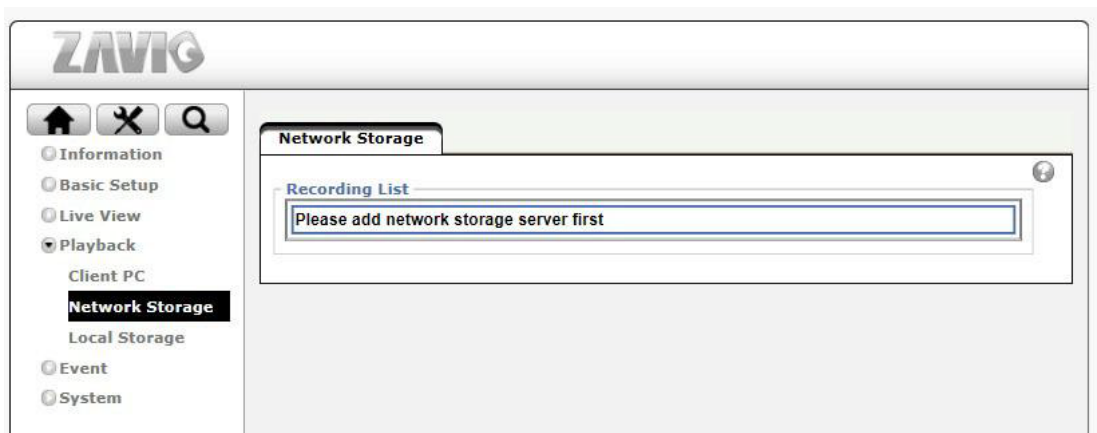 ZAVIO
Information
Basic Setup
Live View
Playback
Client PC
Network Storage
Local Storage
Event
System
Network Storage
Recording List
Please add network storage server first